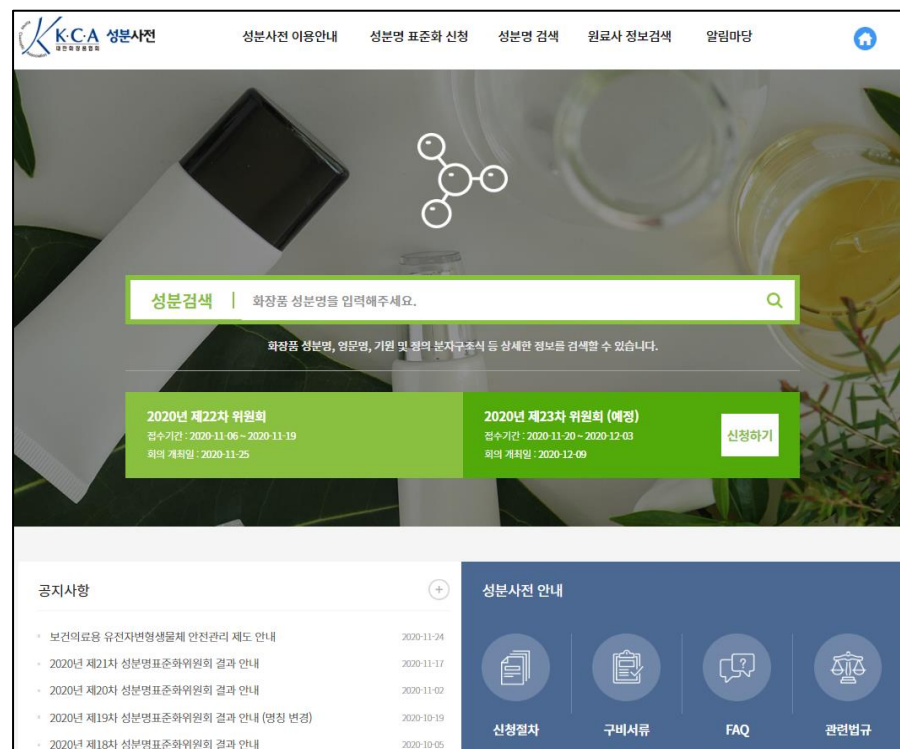 K·C·A 성분사전
대한화장품협회
성분사전 이용안내 성분명 표준화 신청 성분명 검색 원료사 정보검색 알림마당
성분검색 화장품 성분명을 입력해주세요.
화장품 성분명, 영문명, 기원 및 정의 분자구조식 등 상세한 정보를 검색할 수 있습니다.
2020년 제22차 위원회
접수기간 : 2020-11-06 ~ 2020-11-19
회의 개최일 : 2020-11-25
2020년 제23차 위원회 (예정)
접수기간 : 2020-11-20 ~ 2020-12-03
회의 개최일 : 2020-12-09
신청하기
공지사항
보건의료용 유전자변형생물체 안전관리 제도 안내 2020-11-24
2020년 제21차 성분명표준화위원회 결과 안내 2020-11-17
2020년 제20차 성분명표준화위원회 결과 안내 2020-11-02
2020년 제19차 성분명표준화위원회 결과 안내 (명칭 변경) 2020-10-19
2020년 제18차 성분명표준화위원회 결과 안내 2020-10-05
성분사전 안내
신청절차 구비서류 FAQ 관련법규